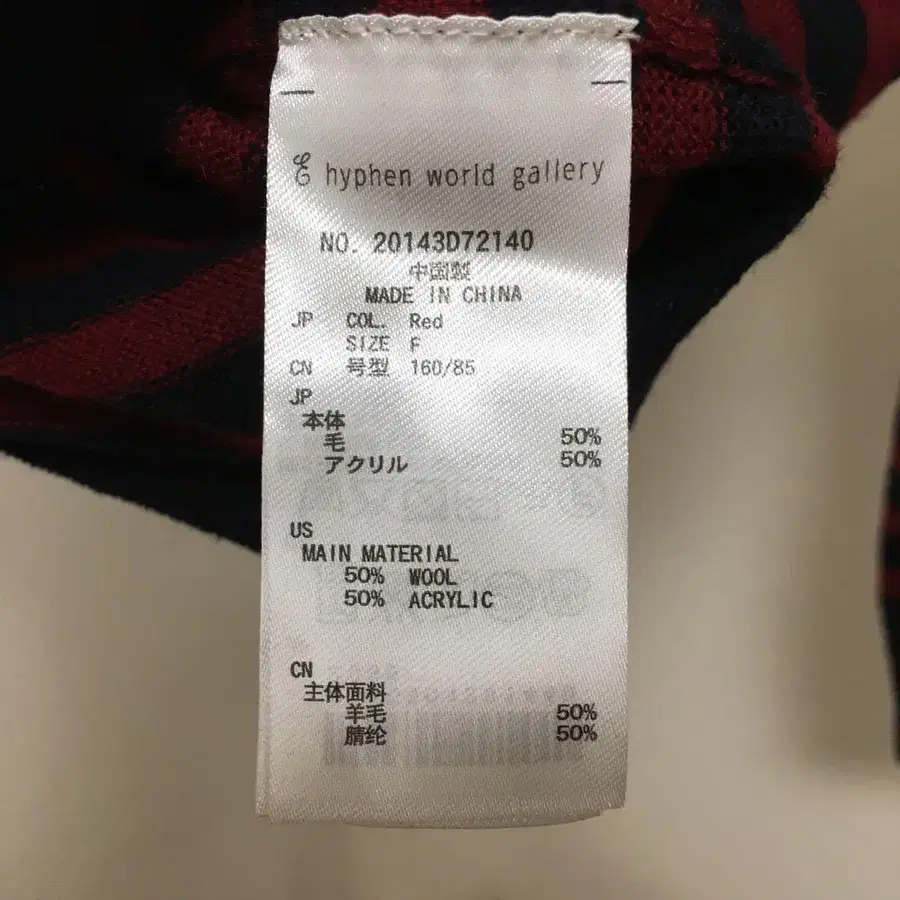 hyphen world gallery
NO. 20143D72140
中国製
MADE IN CHINA
JP COL. Red
SIZE F
CN 号型 160/85
JP
本体
毛 50%
アクリル 50%
US
MAIN MATERIAL
50% WOOL
50% ACRYLIC
CN
主体面料
羊毛 50%
腈纶 50%